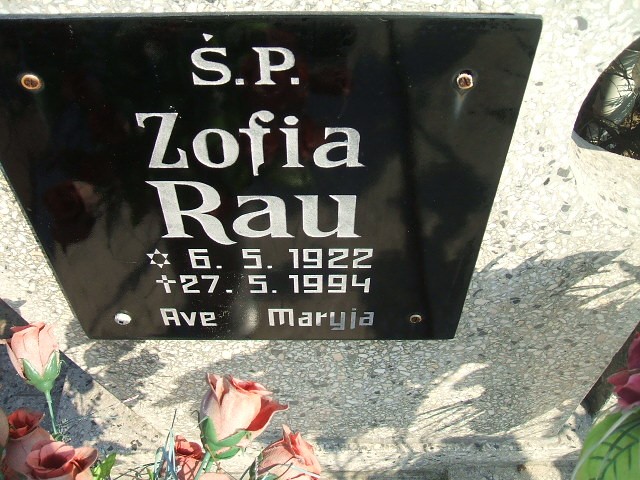 Ś.P.
Zofia
Rau
✡ 6. 5. 1922
✝27. 5. 1994
Ave Maryja